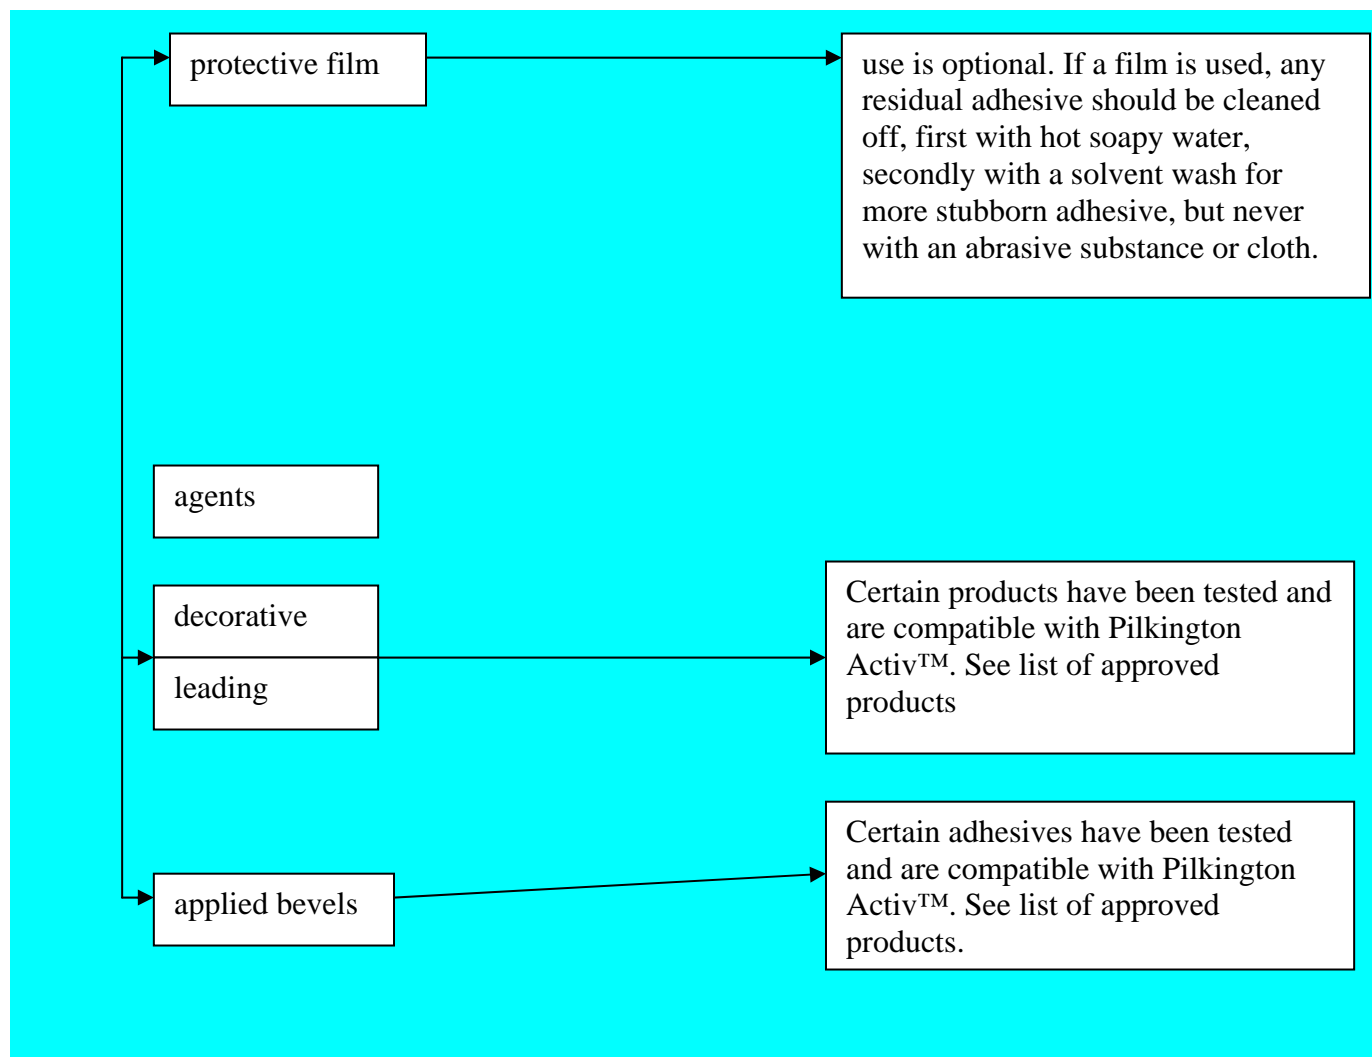 protective film
use is optional. If a film is used, any
residual adhesive should be cleaned
off, first with hot soapy water,
secondly with a solvent wash for
more stubborn adhesive, but never
with an abrasive substance or cloth.
agents
decorative
leading
Certain products have been tested and
are compatible with Pilkington
Activ™. See list of approved
products
applied bevels
Certain adhesives have been tested
and are compatible with Pilkington
Activ™. See list of approved
products.